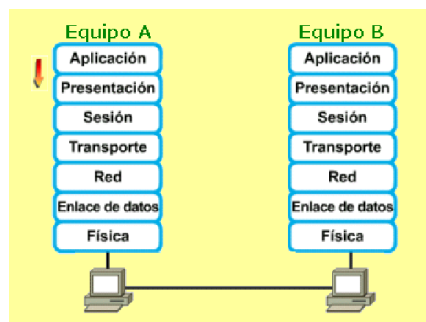 Equipo A
Aplicación
Presentación
Sesión
Transporte
Red
Enlace de datos
Física
Equipo B
Aplicación
Presentación
Sesión
Transporte
Red
Enlace de datos
Física